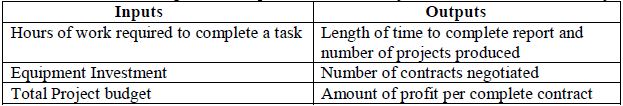 Inputs Outputs
Hours of work required to complete a task Length of time to complete report and
number of projects produced
Equipment Investment Number of contracts negotiated
Total Project budget Amount of profit per complete contract